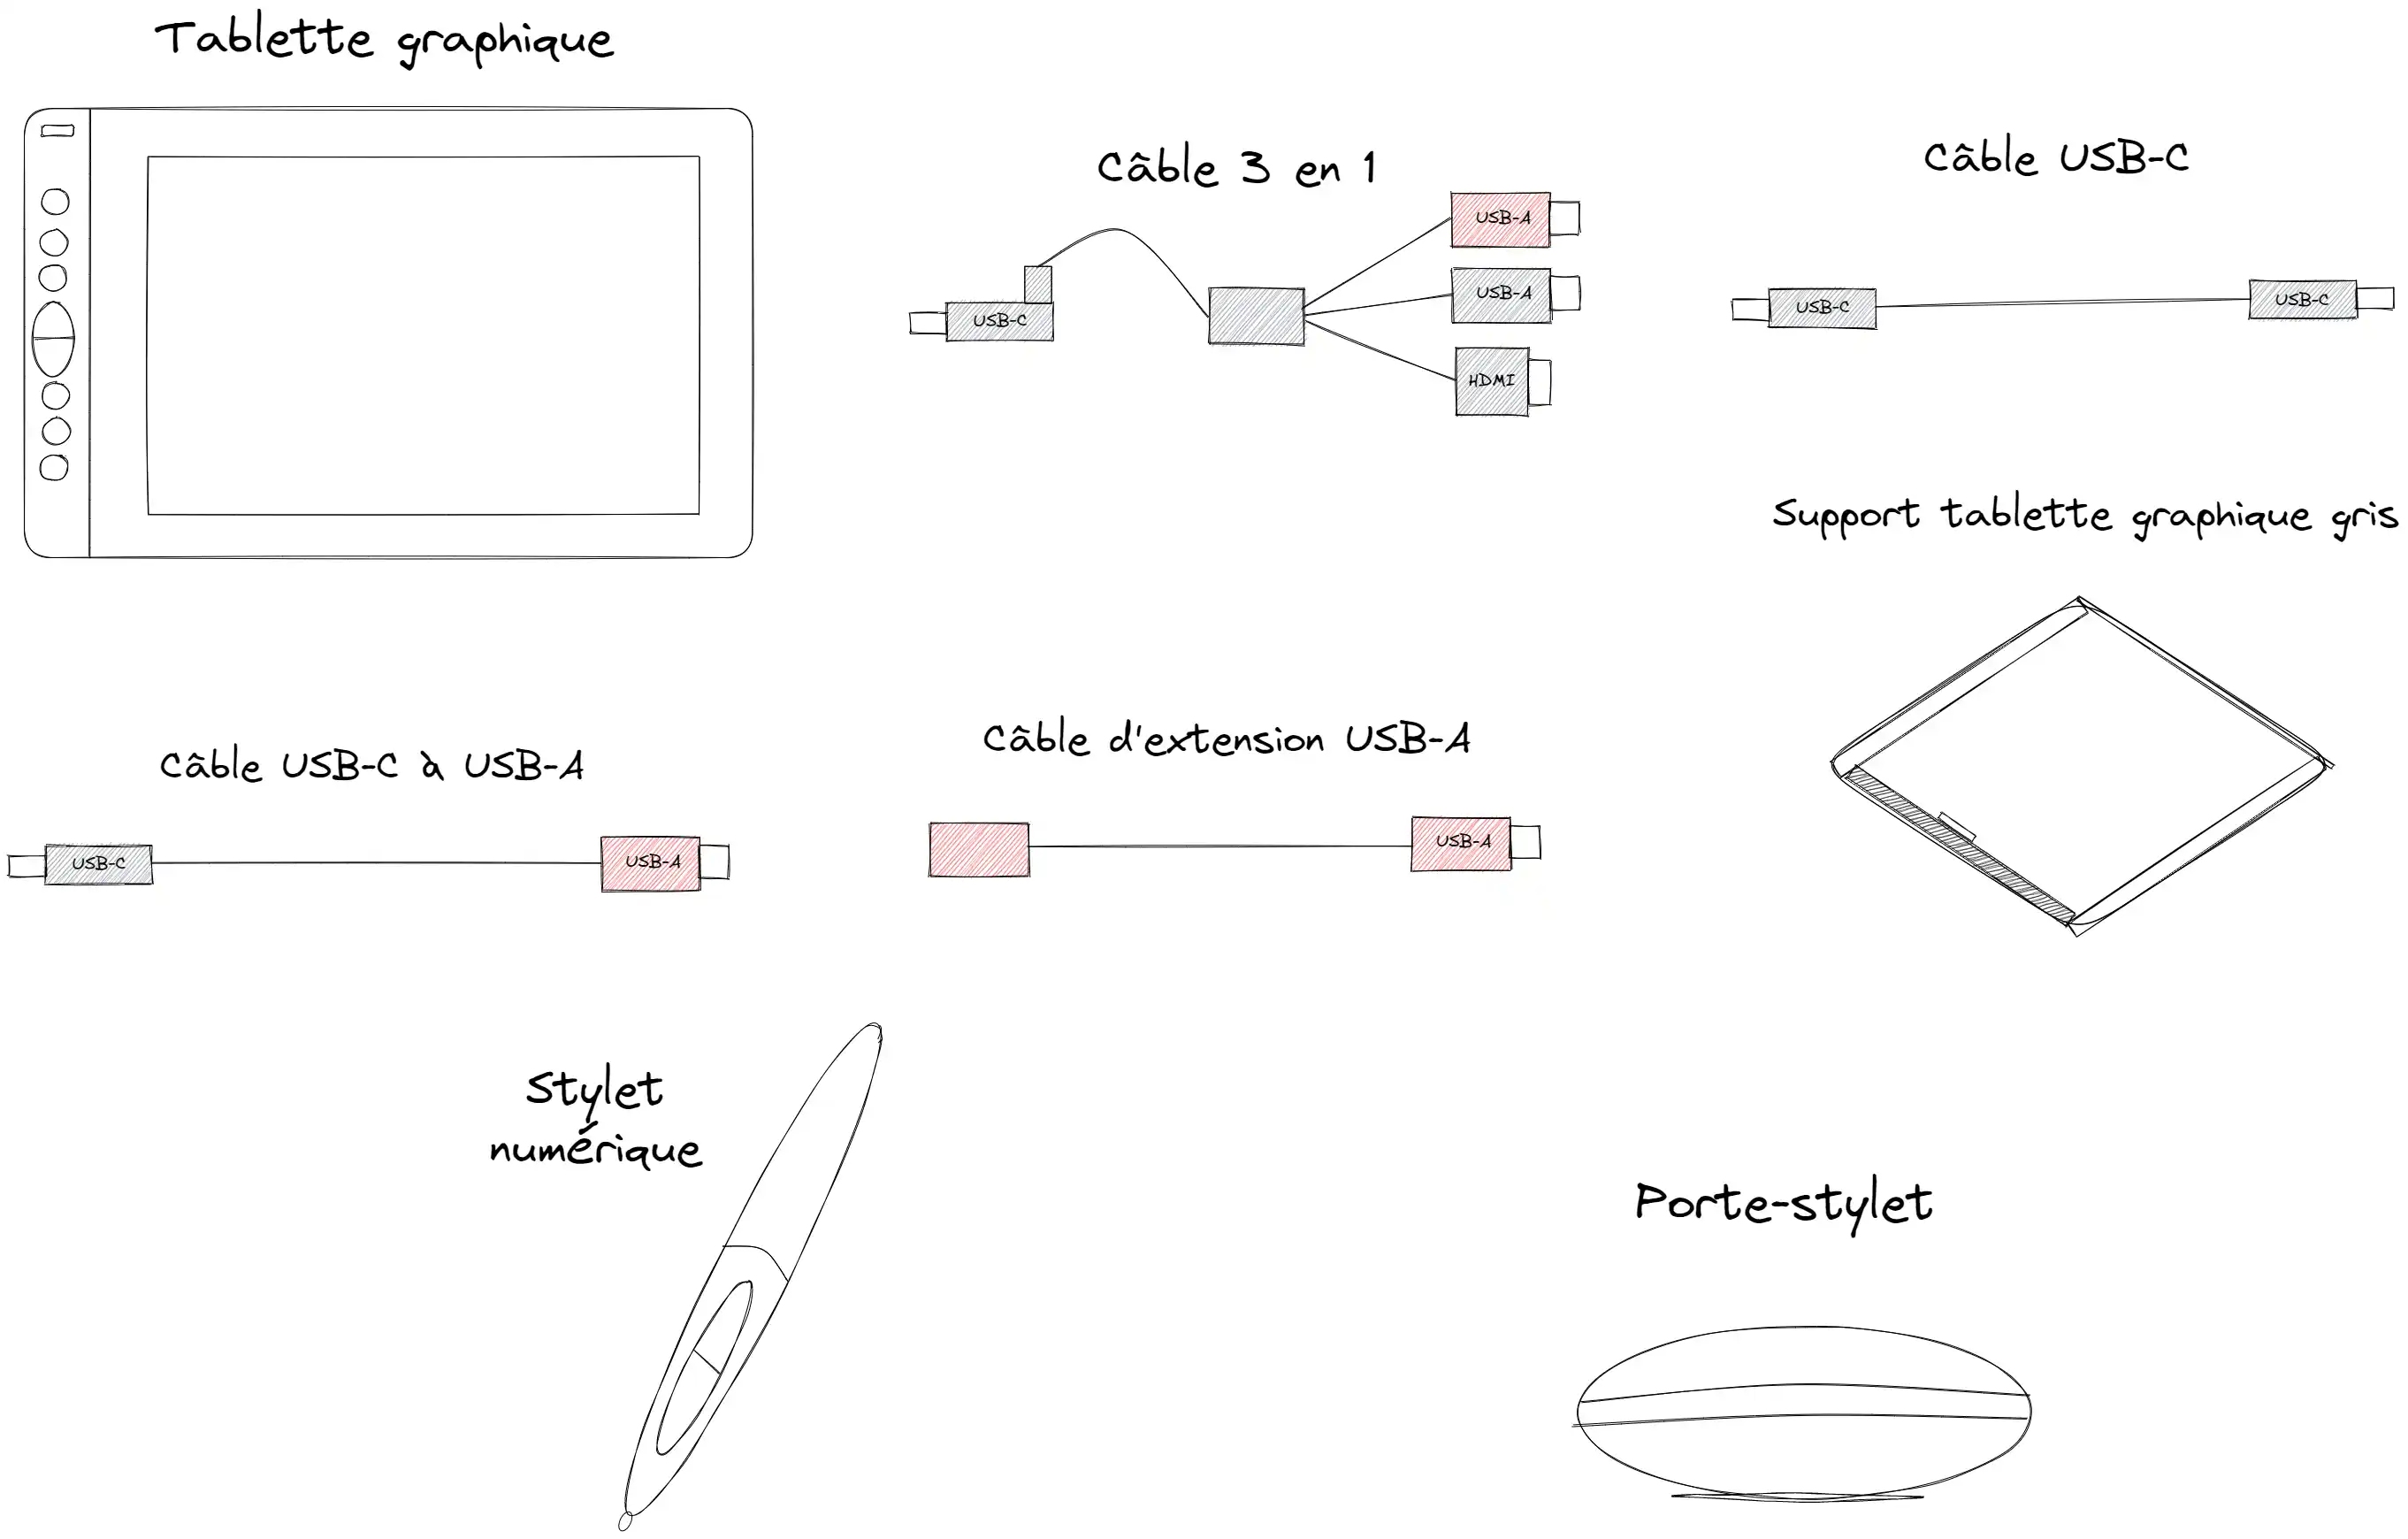 Tablette graphique
Câble 3 en 1
USB-C
USB-A
USB-A
HDMI
Câble USB-C
USB-C
USB-C
Support tablette graphique gris
Câble USB-C à USB-A
USB-C
USB-A
Câble d'extension USB-A
USB-A
Stylet
numérique
Porte-stylet